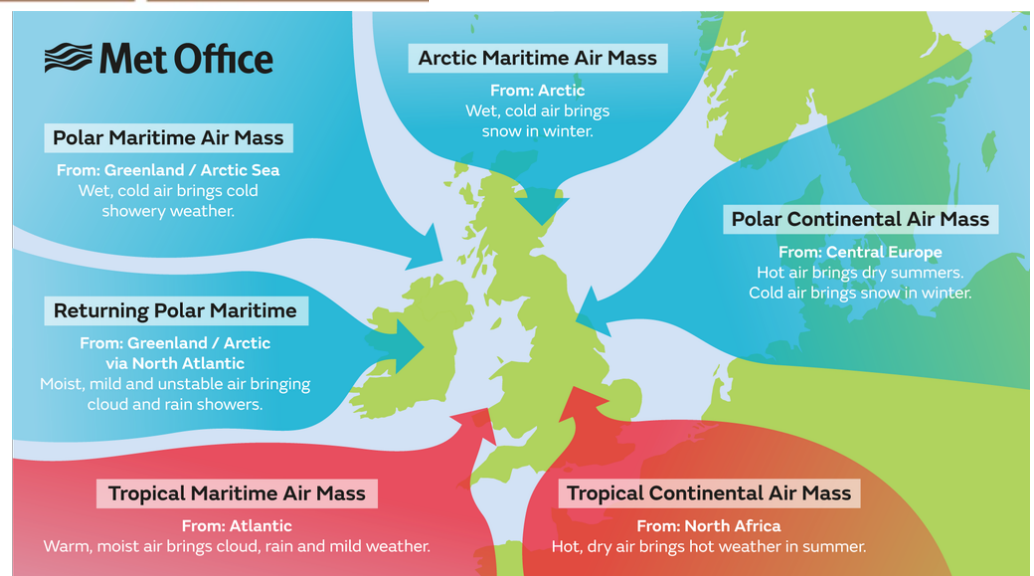 Met Office
Arctic Maritime Air Mass
From: Arctic
Wet, cold air brings
snow in winter.
Polar Maritime Air Mass
From: Greenland / Arctic Sea
Wet, cold air brings cold
showery weather.
Polar Continental Air Mass
From: Central Europe
Hot air brings dry summers.
Cold air brings snow in winter.
Returning Polar Maritime
From: Greenland / Arctic
via North Atlantic
Moist, mild and unstable air bringing
cloud and rain showers.
Tropical Maritime Air Mass
From: Atlantic
Warm, moist air brings cloud, rain and mild weather.
Tropical Continental Air Mass
From: North Africa
Hot, dry air brings hot weather in summer.